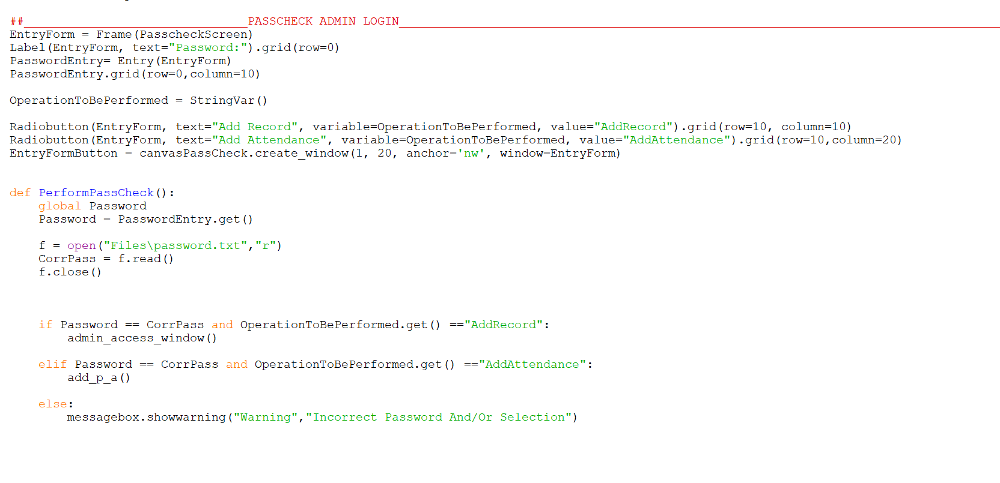 ##_______________________________PASSCHECK ADMIN LOGIN___________________________________________________________________________________
EntryForm = Frame(PasscheckScreen)
Label(EntryForm, text="Password:").grid(row=0)
PasswordEntry= Entry(EntryForm)
PasswordEntry.grid(row=0,column=10)
OperationToBePerformed = StringVar()
Radiobutton(EntryForm, text="Add Record", variable=OperationToBePerformed, value="AddRecord").grid(row=10, column=10)
Radiobutton(EntryForm, text="Add Attendance", variable=OperationToBePerformed, value="AddAttendance").grid(row=10,column=20)
EntryFormButton = canvasPassCheck.create_window(1, 20, anchor='nw', window=EntryForm)
def PerformPassCheck():
    global Password
    Password = PasswordEntry.get()
    f = open("Files\password.txt","r")
    CorrPass = f.read()
    f.close()
    if Password == CorrPass and OperationToBePerformed.get() =="AddRecord":
        admin_access_window()
    elif Password == CorrPass and OperationToBePerformed.get() =="AddAttendance":
        add_p_a()
    else:
        messagebox.showwarning("Warning","Incorrect Password And/Or Selection")